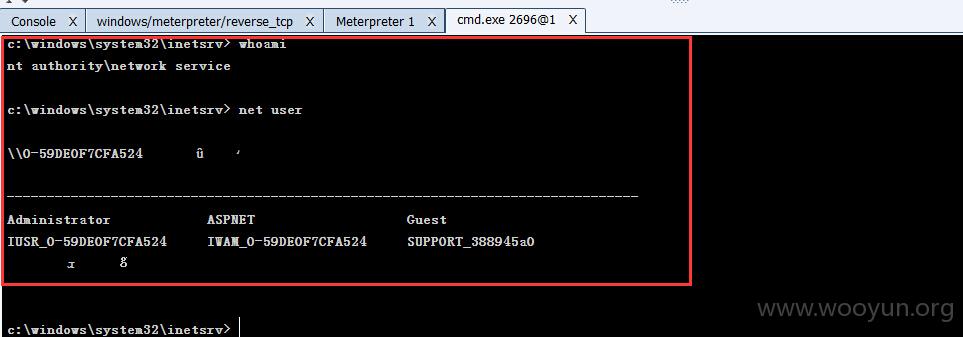 Console X windows/meterpreter/reverse_tcp X Meterpreter 1 X cmd.exe 2696@1 X
c:\windows\system32\inetsrv> whoami
nt authority\network service
c:\windows\system32\inetsrv> net user
\\O-59DEOF7CFA524
--------------------------------------------------------------------------------
Administrator ASPNET Guest
IUSR_O-59DEOF7CFA524 IWAM_O-59DEOF7CFA524 SUPPORT_388945a0
c:\windows\system32\inetsrv>
www.wooyun.org